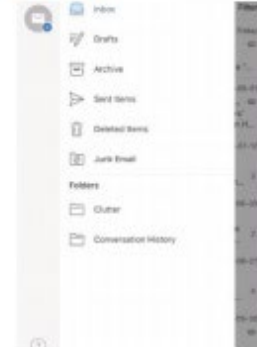 Inbox
Drafts
Archive
Sent Items
Deleted Items
Junk Email
Folders
Clutter
Conversation History